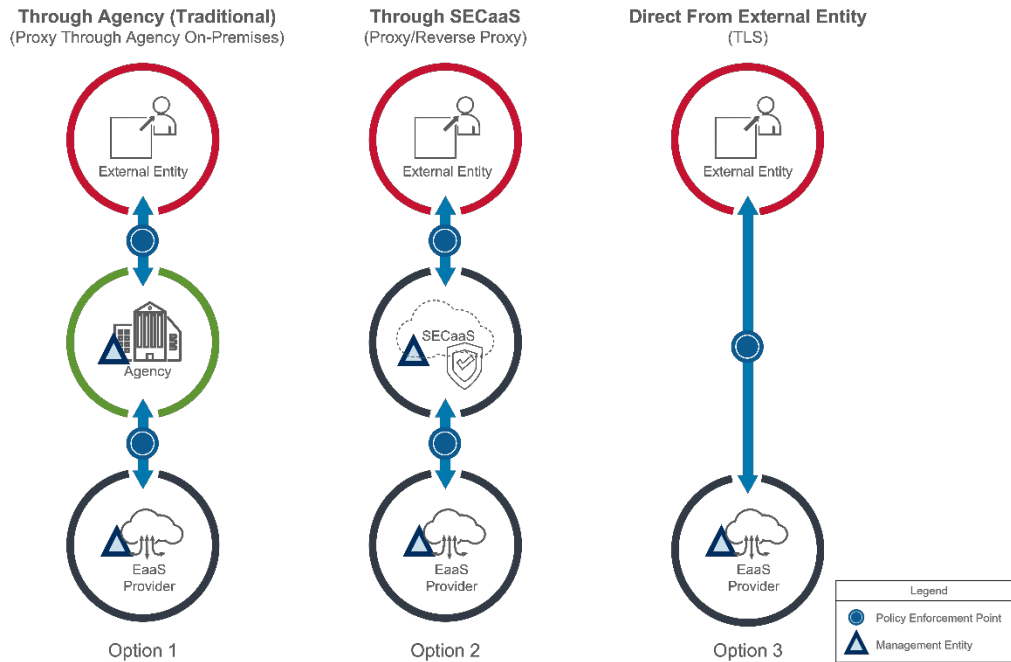 Through Agency (Traditional)
(Proxy Through Agency On-Premises)
External Entity
Agency
EaaS
Provider
Option 1
Through SECaaS
(Proxy/Reverse Proxy)
External Entity
SECaaS
EaaS
Provider
Option 2
Direct From External Entity
(TLS)
External Entity
EaaS
Provider
Option 3
Legend
Policy Enforcement Point
Management Entity